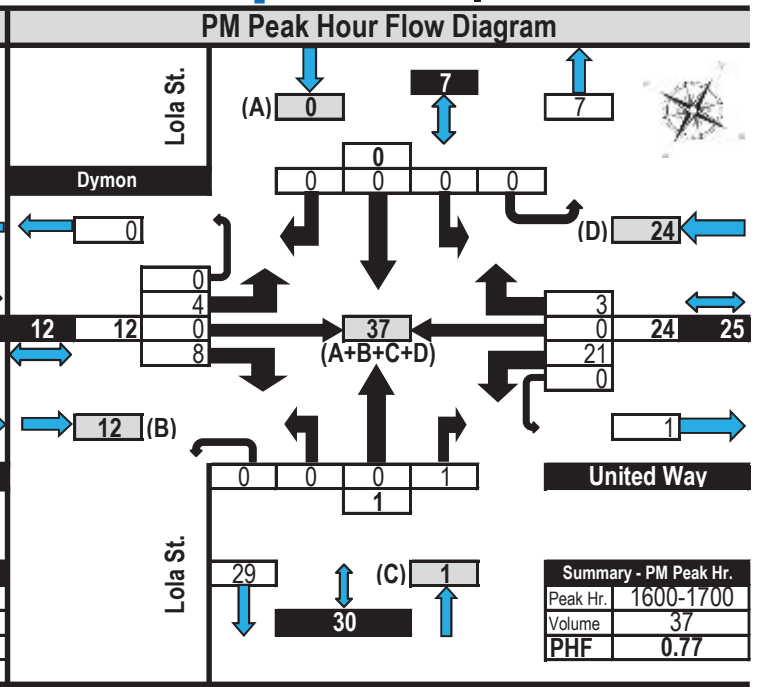 PM Peak Hour Flow Diagram
Lola St.
(A) 0
7
7
0
0 0 0 0
Dymon
0
(D) 24
0
4
3
12 12 0
37
0 24 25
8
(A+B+C+D)
21
0
12 (B)
1
0 0 0 1
1
United Way
Lola St.
29
(C) 1
30
Summary - PM Peak Hr.
Peak Hr. 1600-1700
Volume 37
PHF 0.77